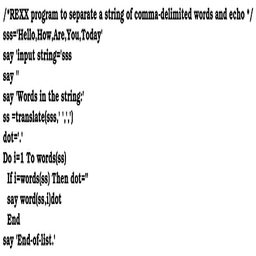 /*REXX program to separate a string of comma-delimited words and echo */
sss='Hello,How,Are,You,Today'
say 'input string='sss
say ''
say 'Words in the string:'
ss =translate(sss,' ',',')
dot='.'
Do i=1 To words(ss)
If i=words(ss) Then dot=''
say word(ss,i)dot
End
say 'End-of-list.'